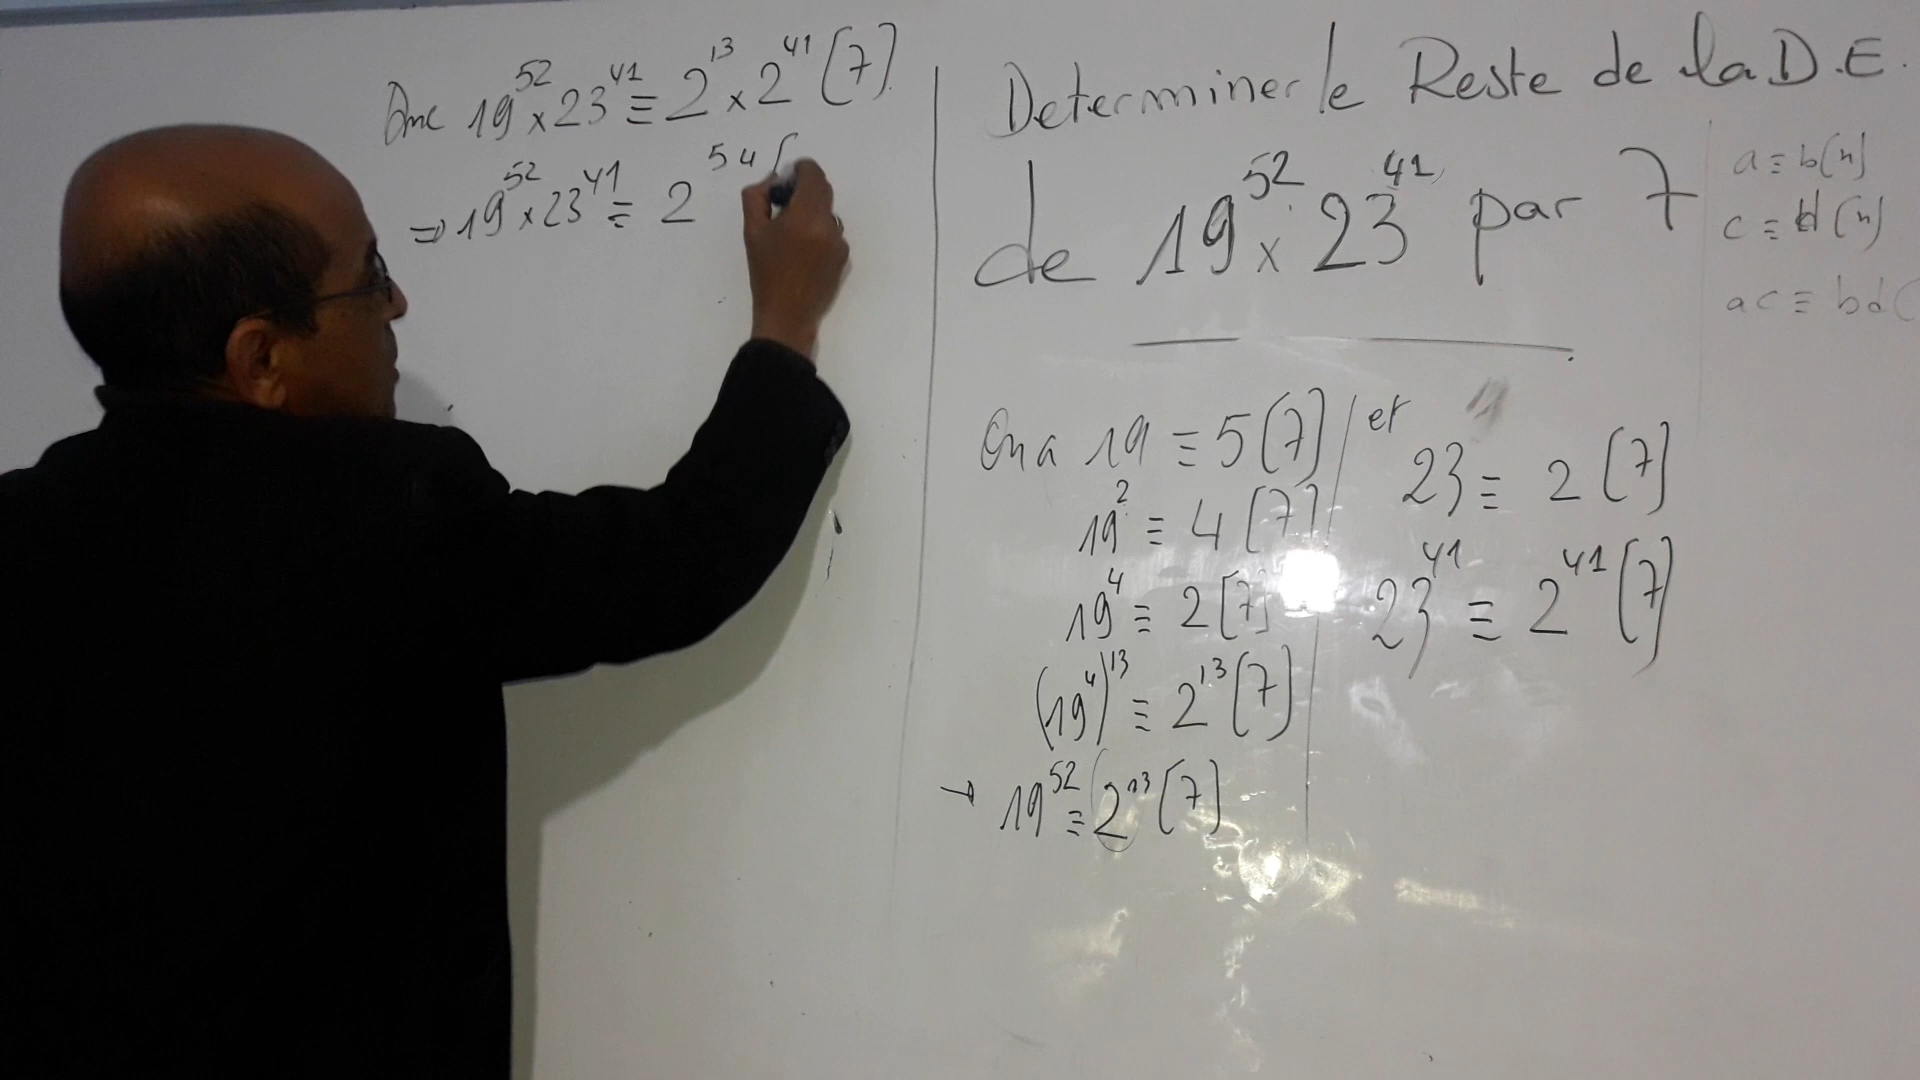 Donc 19^52 × 23^41 ≡ 2^13 × 2^41 [7].
⇒ 19^52 × 23^41 ≡ 2^54 [
Determiner le Reste de la D.E.
de 19^52 × 23^41 par 7
a ≡ b[n]
c ≡ d[n]
ac ≡ bd[
On a 19 ≡ 5 [7]
19^2 ≡ 4 [7]
19^4 ≡ 2 [7]
(19^4)^13 ≡ 2^13 [7]
→ 19^52 ≡ 2^13 [7]
et
23 ≡ 2 [7]
23^41 ≡ 2^41 [7]